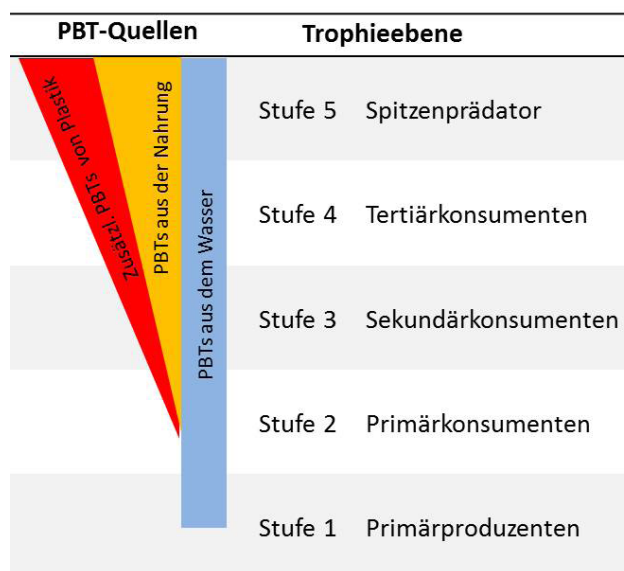 PBT-Quellen
Trophieebene
Zusätzl. PBTs von Plastik
PBTs aus der Nahrung
PBTs aus dem Wasser
Stufe 5 Spitzenprädator
Stufe 4 Tertiärkonsumenten
Stufe 3 Sekundärkonsumenten
Stufe 2 Primärkonsumenten
Stufe 1 Primärproduzenten